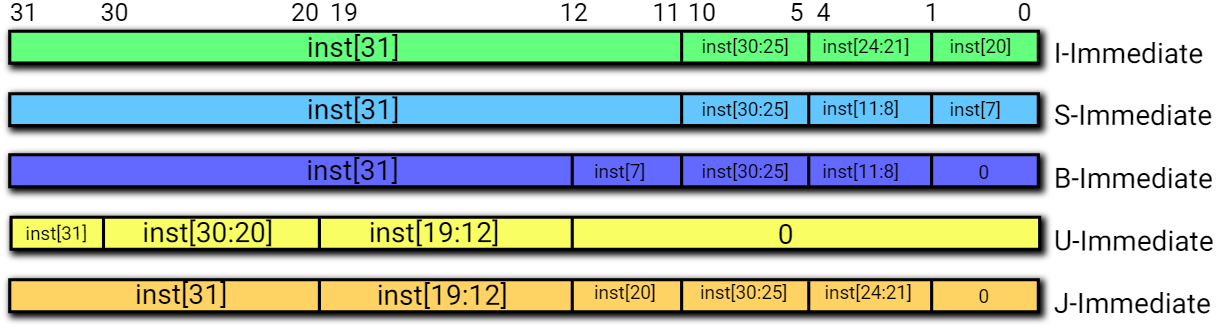 31 30 20 19 12 11 10 5 4 1 0
inst[31] inst[30:25] inst[24:21] inst[20] I-Immediate
inst[31] inst[30:25] inst[11:8] inst[7] S-Immediate
inst[31] inst[7] inst[30:25] inst[11:8] 0 B-Immediate
inst[31] inst[30:20] inst[19:12] 0 U-Immediate
inst[31] inst[19:12] inst[20] inst[30:25] inst[24:21] 0 J-Immediate